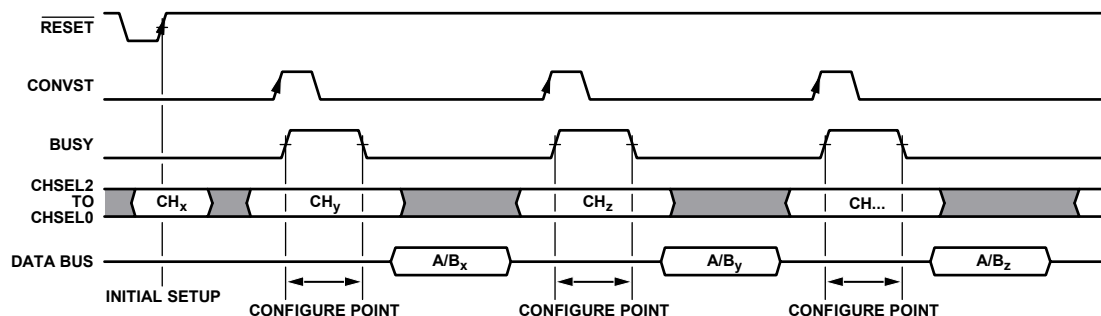 RESET
CONVST
BUSY
CHSEL2
TO
CHSEL0
CHx
CHy
CHz
CH...
DATA BUS
A/Bx
A/By
A/Bz
INITIAL SETUP
CONFIGURE POINT
CONFIGURE POINT
CONFIGURE POINT